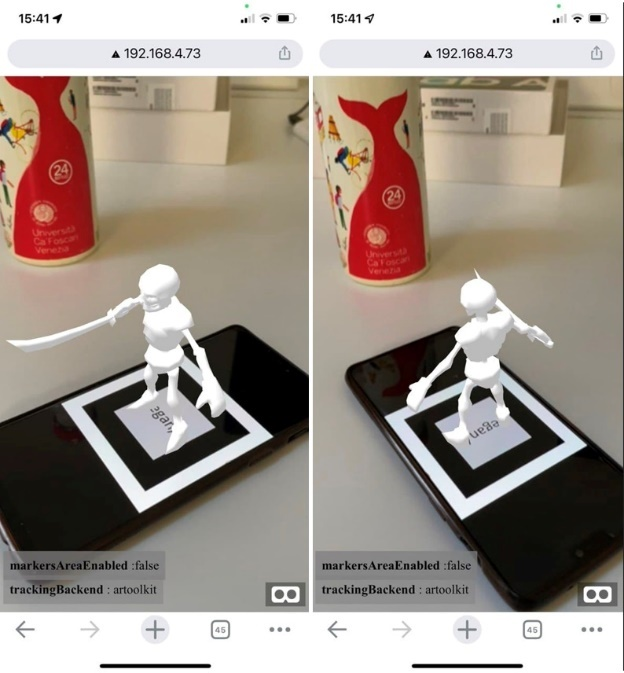 15:41
192.168.4.73
24
Università
Ca'Foscari
Venezia
markersAreaEnabled :false
trackingBackend : artoolkit
45
15:41
192.168.4.73
24
Università
Ca'Foscari
Venezia
markersAreaEnabled :false
trackingBackend : artoolkit
45